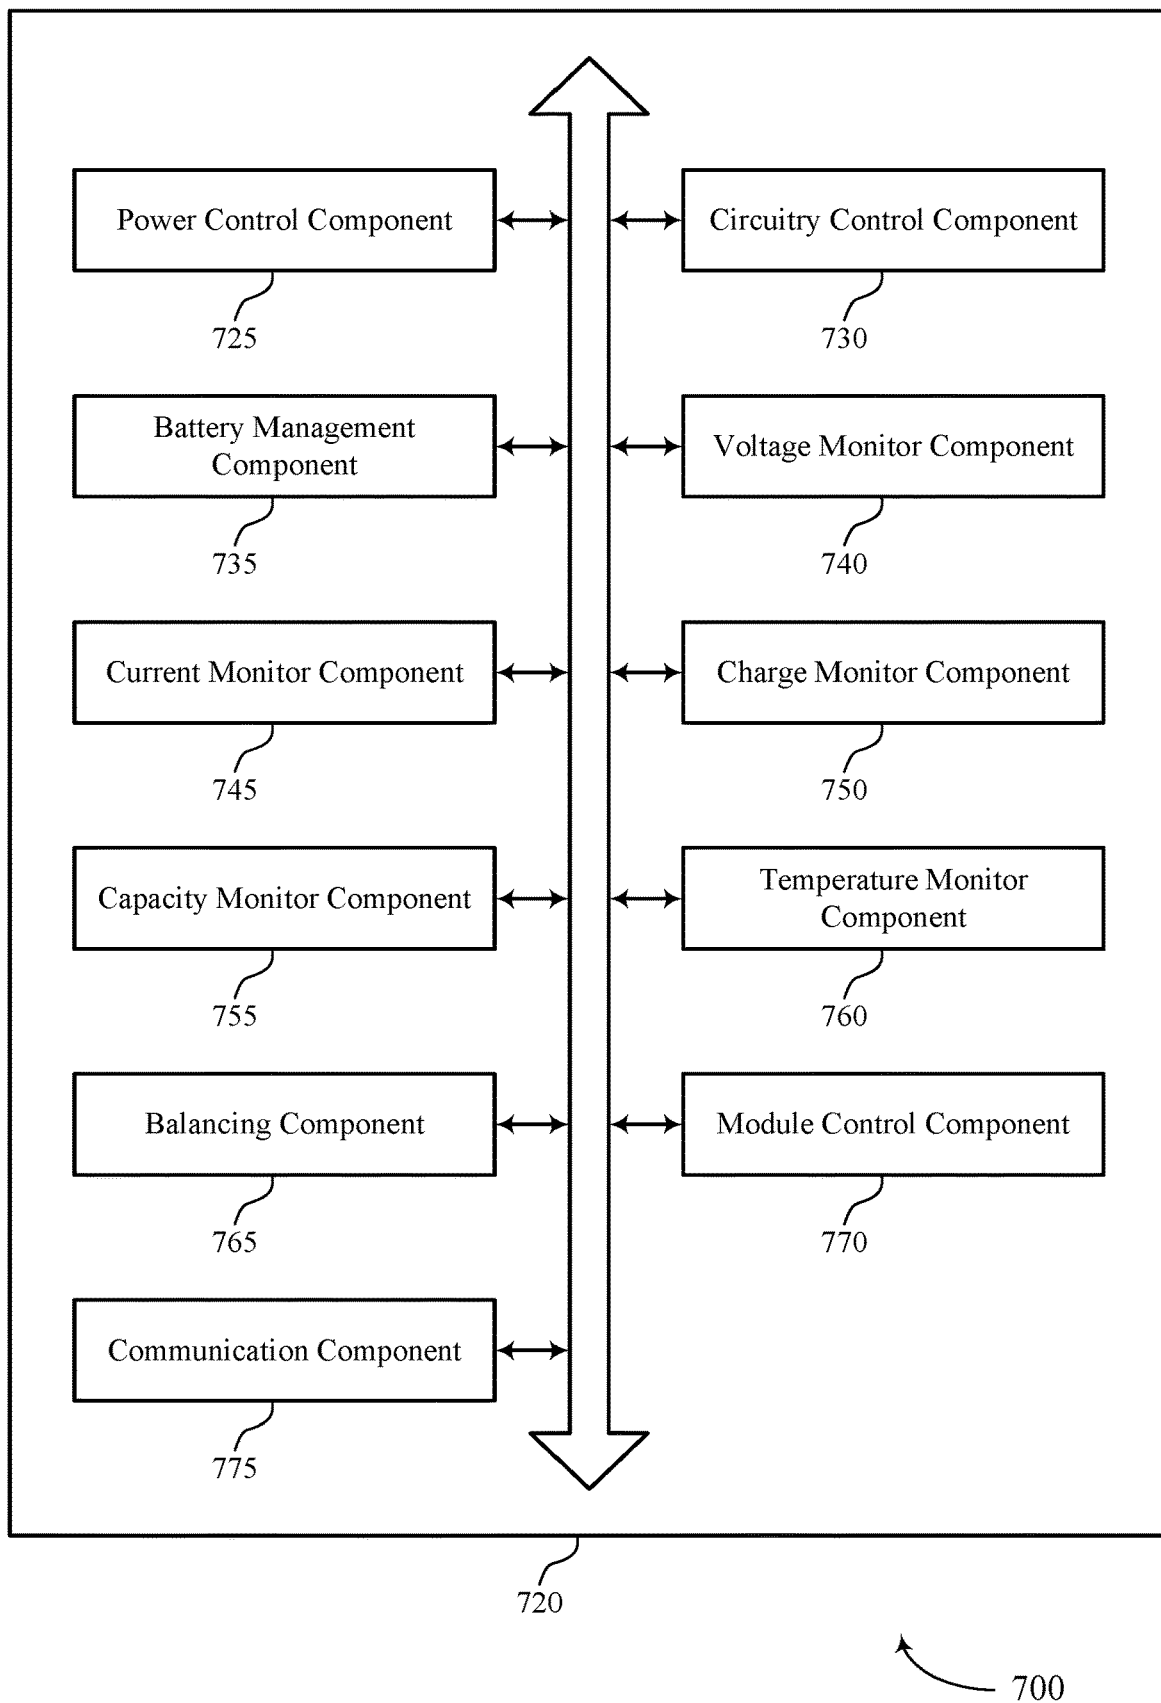 Power Control Component
Circuitry Control Component
725
730
Battery Management
Component
Voltage Monitor Component
735
740
Current Monitor Component
Charge Monitor Component
745
750
Capacity Monitor Component
Temperature Monitor
Component
755
760
Balancing Component
Module Control Component
765
770
Communication Component
775
720
700